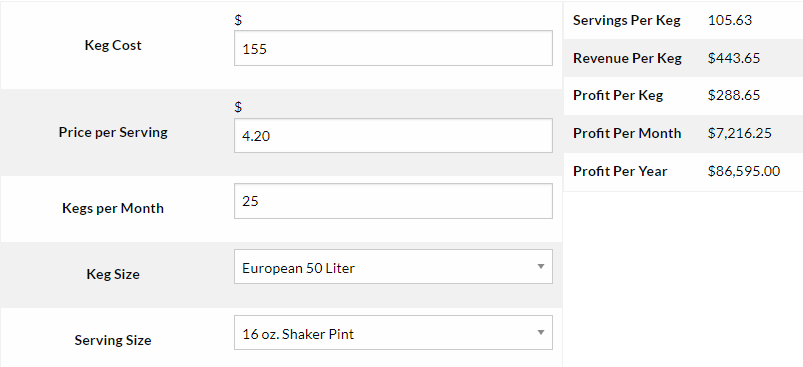 $
Keg Cost
155
$
Price per Serving
4.20
Kegs per Month
25
Keg Size
European 50 Liter
Serving Size
16 oz. Shaker Pint
Servings Per Keg 105.63
Revenue Per Keg $443.65
Profit Per Keg $288.65
Profit Per Month $7,216.25
Profit Per Year $86,595.00